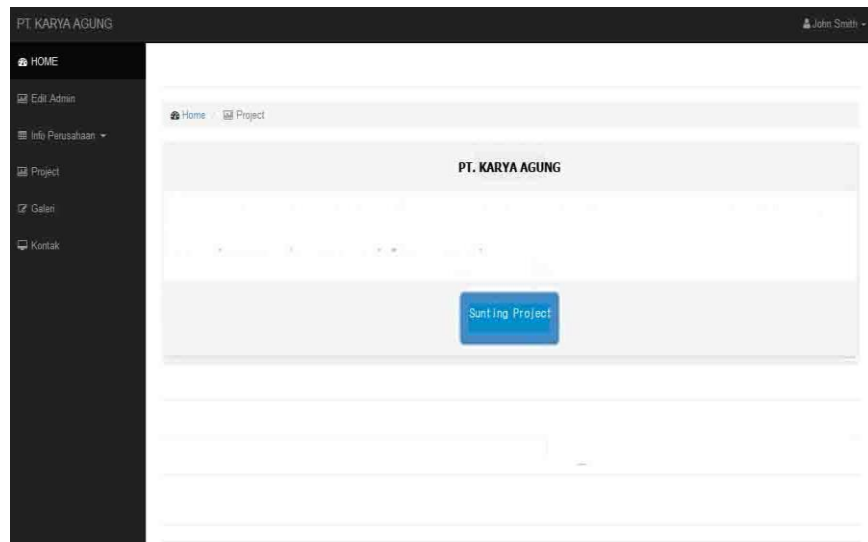 PT. KARYA AGUNG
John Smith
HOME
Edit Admin
Info Perusahaan
Project
Galeri
Kontak
Home / Project
PT. KARYA AGUNG
Sunting Project